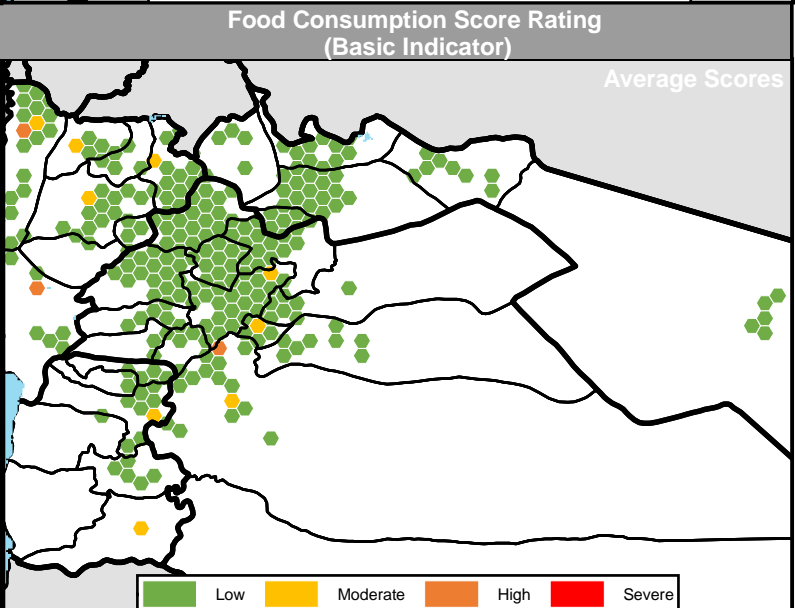 Food Consumption Score Rating
(Basic Indicator)
Average Scores
Low Moderate High Severe